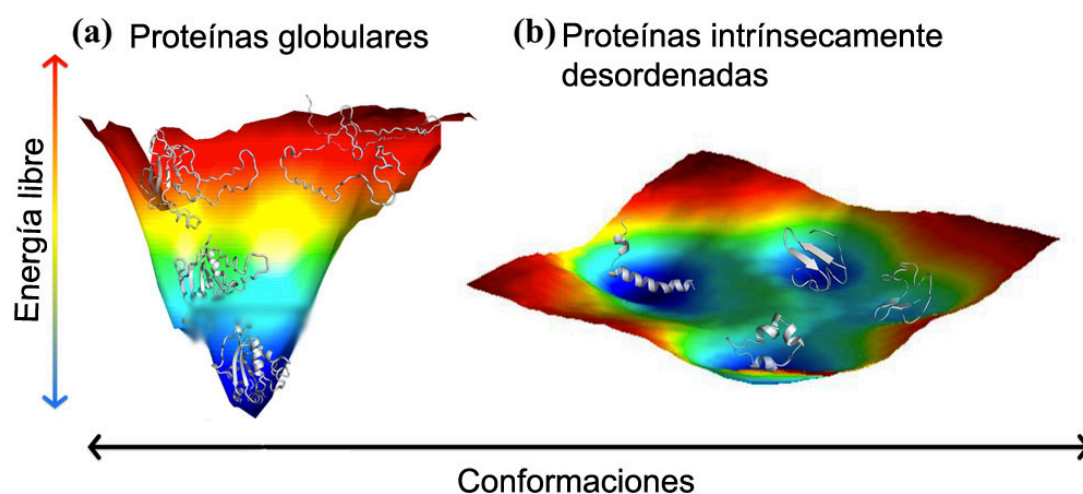 (a) Proteínas globulares
(b) Proteínas intrínsecamente
desordenadas
Energía libre
Conformaciones